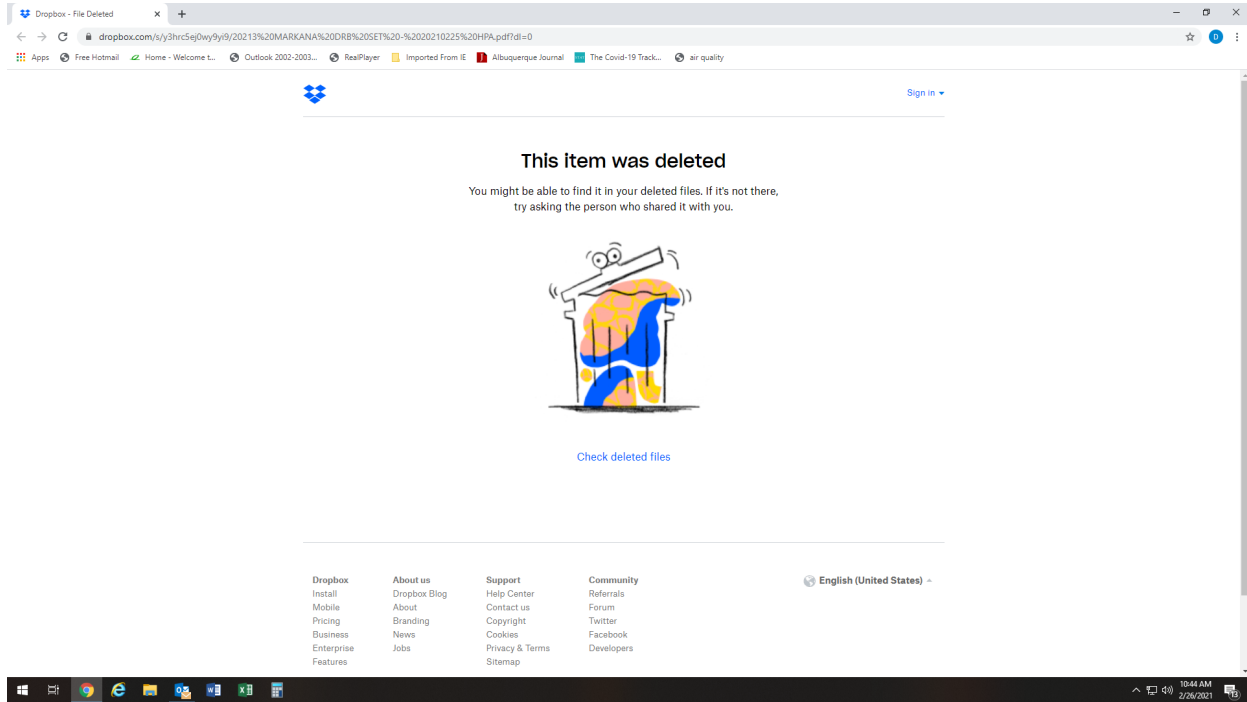 Dropbox - File Deleted
dropbox.com/s/y3hrc5ej0wy9yi9/20213%20MARKANA%20DRB%20SET%20-%2020210225%20HPA.pdf?dl=0
D
Apps Free Hotmail Home - Welcome t... Outlook 2002-2003... RealPlayer Imported From IE Albuquerque Journal The Covid-19 Track... air quality
Sign in
This item was deleted
You might be able to find it in your deleted files. If it's not there,
try asking the person who shared it with you.
Check deleted files
Dropbox
Install
Mobile
Pricing
Business
Enterprise
Features
About us
Dropbox Blog
About
Branding
News
Jobs
Support
Help Center
Contact us
Copyright
Cookies
Privacy & Terms
Sitemap
Community
Referrals
Forum
Twitter
Facebook
Developers
English (United States)
10:44 AM
2/26/2021
13